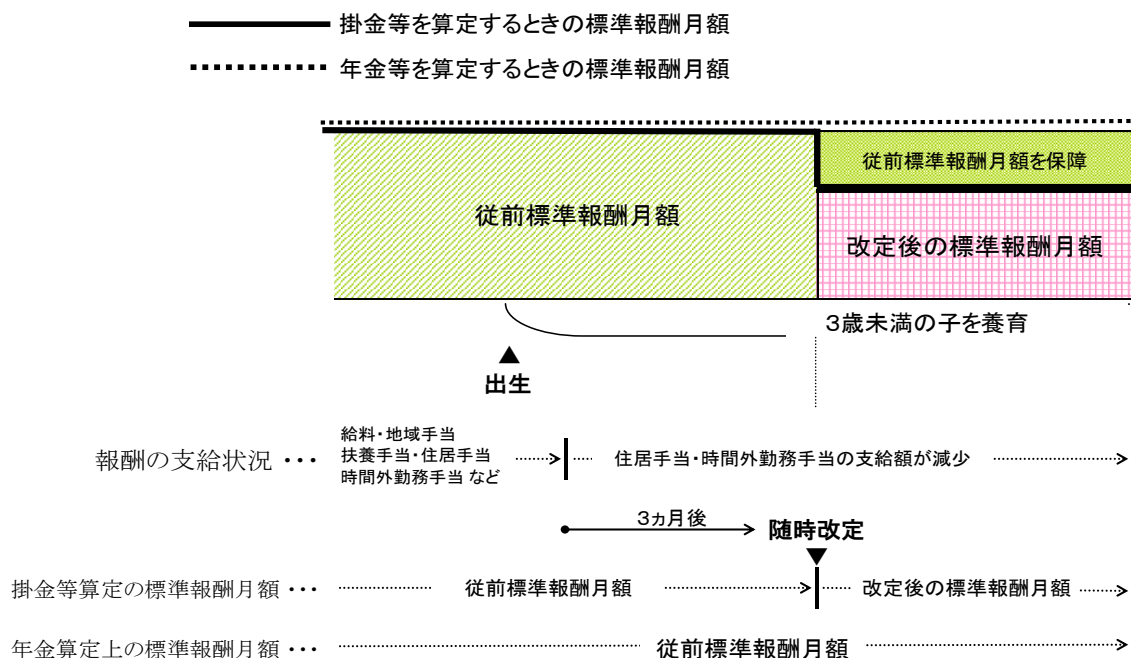 掛金等を算定するときの標準報酬月額
年金等を算定するときの標準報酬月額
従前標準報酬月額を保障
従前標準報酬月額
改定後の標準報酬月額
3歳未満の子を養育
出生
給料・地域手当
扶養手当・住居手当
時間外勤務手当 など
報酬の支給状況・・・
住居手当・時間外勤務手当の支給額が減少
3ヵ月後
随時改定
掛金等算定の標準報酬月額・・・
従前標準報酬月額
改定後の標準報酬月額
年金算定上の標準報酬月額・・・
従前標準報酬月額